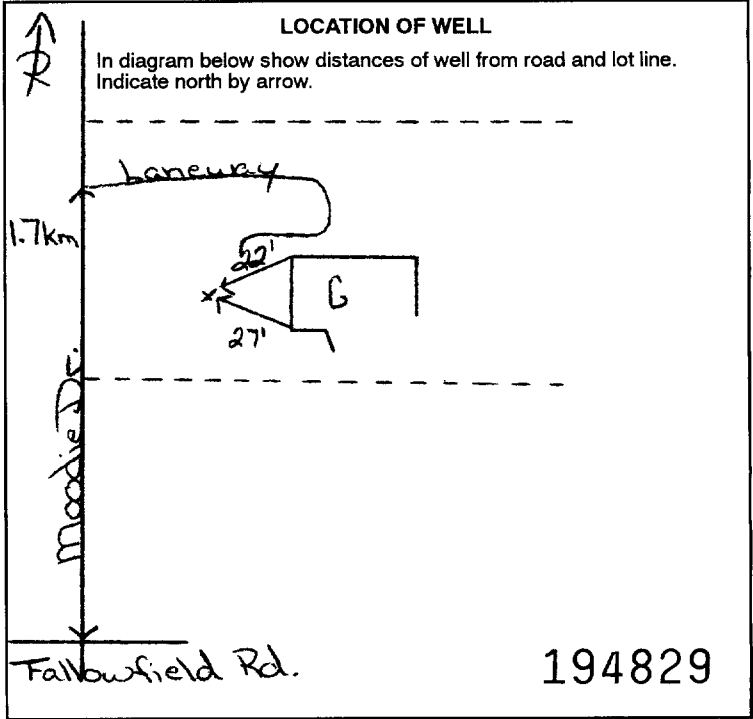 LOCATION OF WELL
In diagram below show distances of well from road and lot line.
Indicate north by arrow.
Laneway
1.7km
22'
G
27'
Moodie Dr.
Fallowfield Rd.
194829